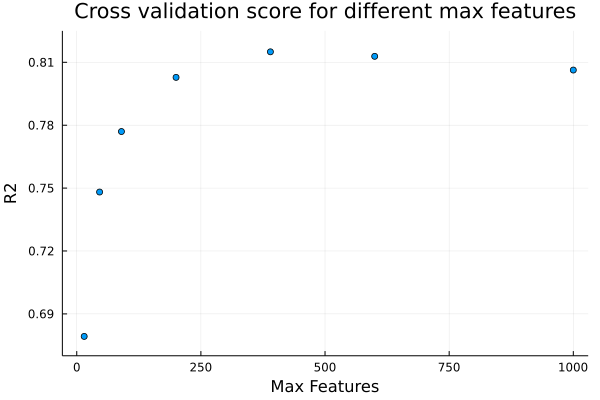 Cross validation score for different max features
0.81
0.78
0.75
0.72
0.69
R2
0 250 500 750 1000
Max Features